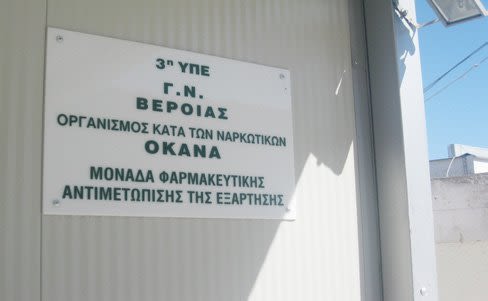 3η ΥΠΕ
Γ.Ν.
ΒΕΡΟΙΑΣ
ΟΡΓΑΝΙΣΜΟΣ ΚΑΤΑ ΤΩΝ ΝΑΡΚΩΤΙΚΩΝ
ΟΚΑΝΑ
ΜΟΝΑΔΑ ΦΑΡΜΑΚΕΥΤΙΚΗΣ
ΑΝΤΙΜΕΤΩΠΙΣΗΣ ΤΗΣ ΕΞΑΡΤΗΣΗΣ